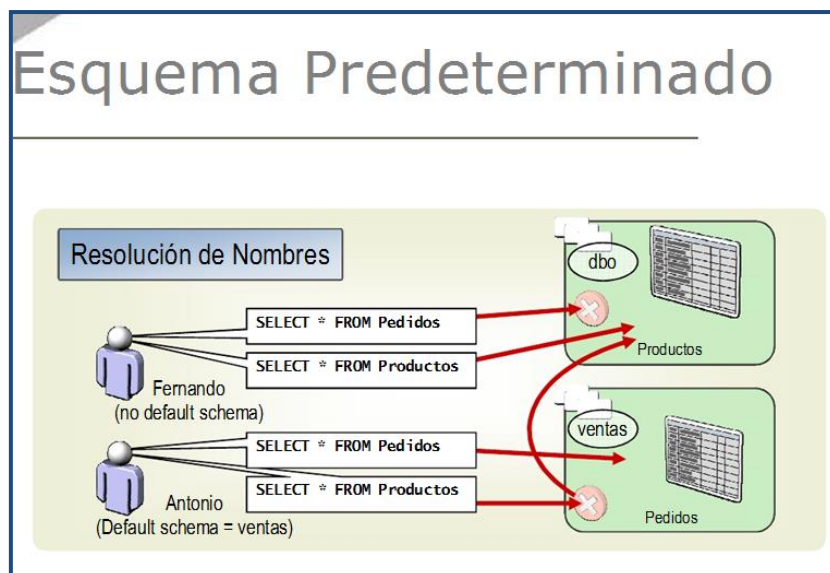 Esquema Predeterminado
Resolución de Nombres
SELECT * FROM Pedidos
SELECT * FROM Productos
Fernando
(no default schema)
SELECT * FROM Pedidos
SELECT * FROM Productos
Antonio
(Default schema = ventas)
dbo
Productos
ventas
Pedidos